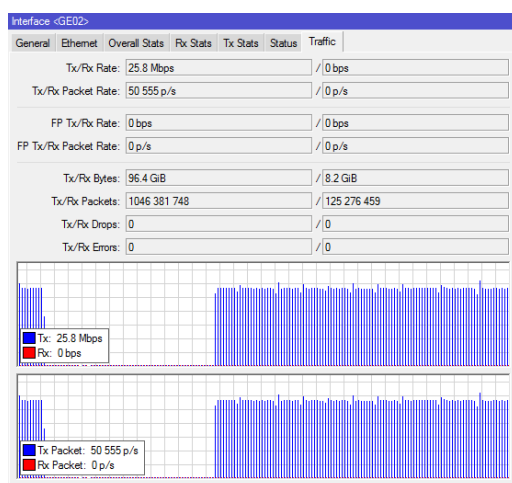 Interface <GE02>
General Ethernet Overall Stats Rx Stats Tx Stats Status Traffic
Tx/Rx Rate: 25.8 Mbps / 0 bps
Tx/Rx Packet Rate: 50 555 p/s / 0 p/s
FP Tx/Rx Rate: 0 bps / 0 bps
FP Tx/Rx Packet Rate: 0 p/s / 0 p/s
Tx/Rx Bytes: 96.4 GiB / 8.2 GiB
Tx/Rx Packets: 1046 381 748 / 125 276 459
Tx/Rx Drops: 0 / 0
Tx/Rx Errors: 0 / 0
Tx: 25.8 Mbps
Rx: 0 bps
Tx Packet: 50 555 p/s
Rx Packet: 0 p/s